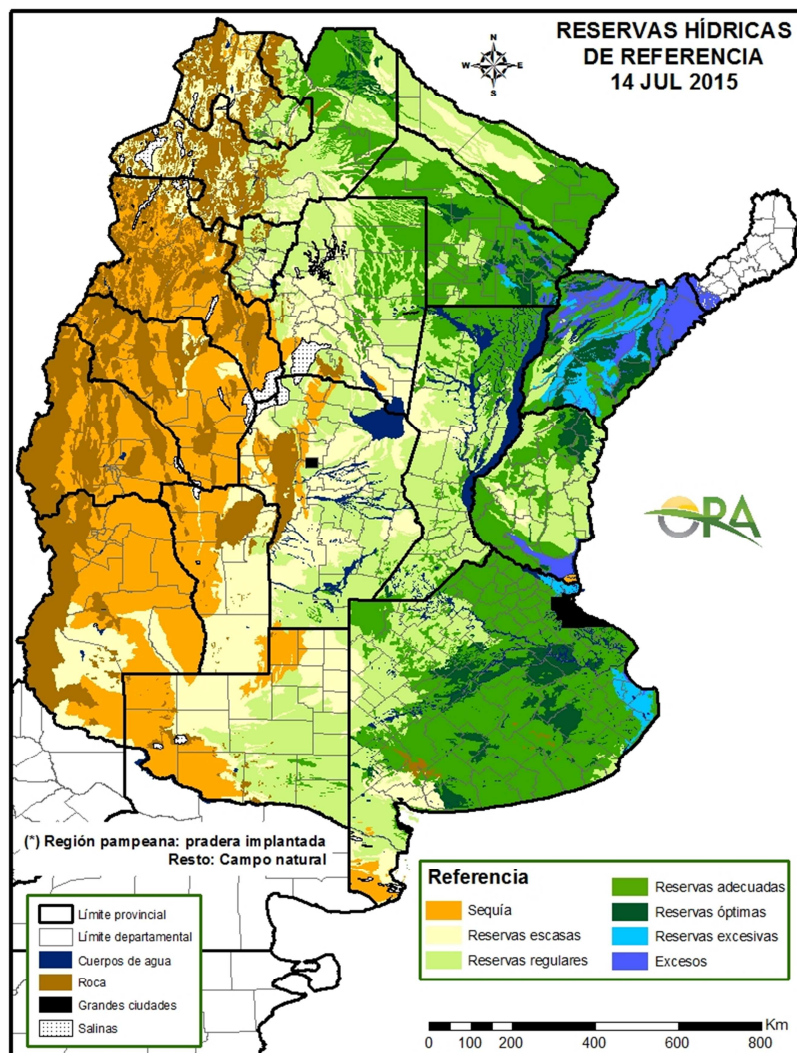 RESERVAS HÍDRICAS
DE REFERENCIA
14 JUL 2015
N
W E
S
ORA
(*) Región pampeana: pradera implantada
Resto: Campo natural
Límite provincial
Límite departamental
Cuerpos de agua
Roca
Grandes ciudades
Salinas
Referencia
Sequía
Reservas escasas
Reservas regulares
Reservas adecuadas
Reservas óptimas
Reservas excesivas
Excesos
Km
0 100 200 400 600 800